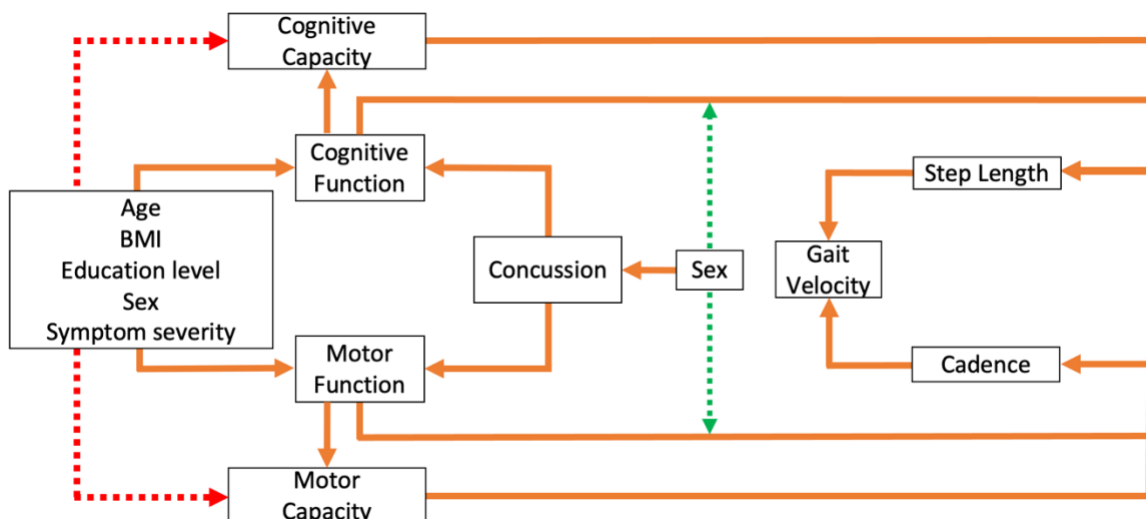 Cognitive
Capacity
Cognitive
Function
Step Length
Age
BMI
Education level
Sex
Symptom severity
Concussion
Sex
Gait
Velocity
Motor
Function
Cadence
Motor
Capacity